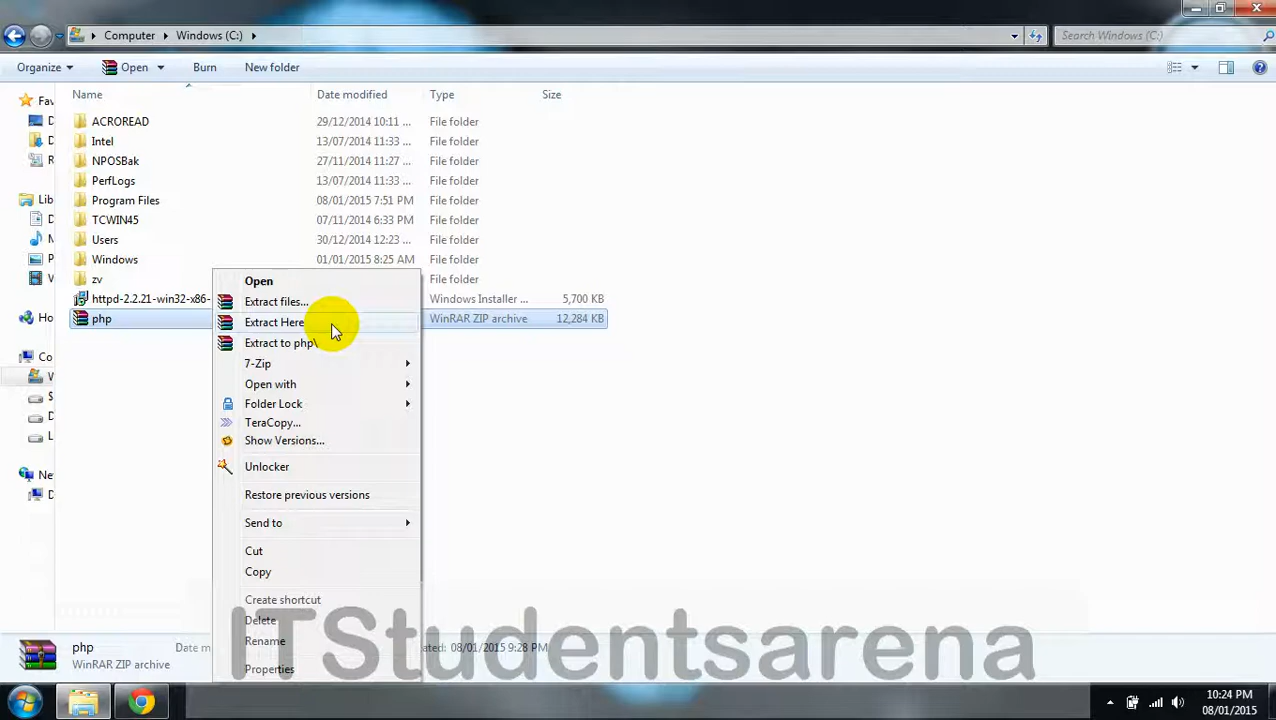 Computer Windows (C:) Search Windows (C:)
Organize Open Burn New folder
Name Date modified Type Size
Fav ACROREAD 29/12/2014 10:11 ... File folder
D Intel 13/07/2014 11:33 ... File folder
D NPOSBak 27/11/2014 11:27 ... File folder
R PerfLogs 13/07/2014 11:33 ... File folder
Lib Program Files 08/01/2015 7:51 PM File folder
D TCWIN45 07/11/2014 6:33 PM File folder
M Users 30/12/2014 12:23 ... File folder
P Windows 01/01/2015 8:25 AM File folder
V zv File folder
httpd-2.2.21-win32-x86- Windows Installer ... 5,700 KB
Ho php WinRAR ZIP archive 12,284 KB
Co
W
S
D
L
Ne
D
Open
Extract files...
Extract Here
Extract to php\
7-Zip
Open with
Folder Lock
TeraCopy...
Show Versions...
Unlocker
Restore previous versions
Send to
Cut
Copy
Create shortcut
Delete
Rename
Properties
ITStudentsarena
php Date m ated: 08/01/2015 9:28 PM
WinRAR ZIP archive
10:24 PM
08/01/2015